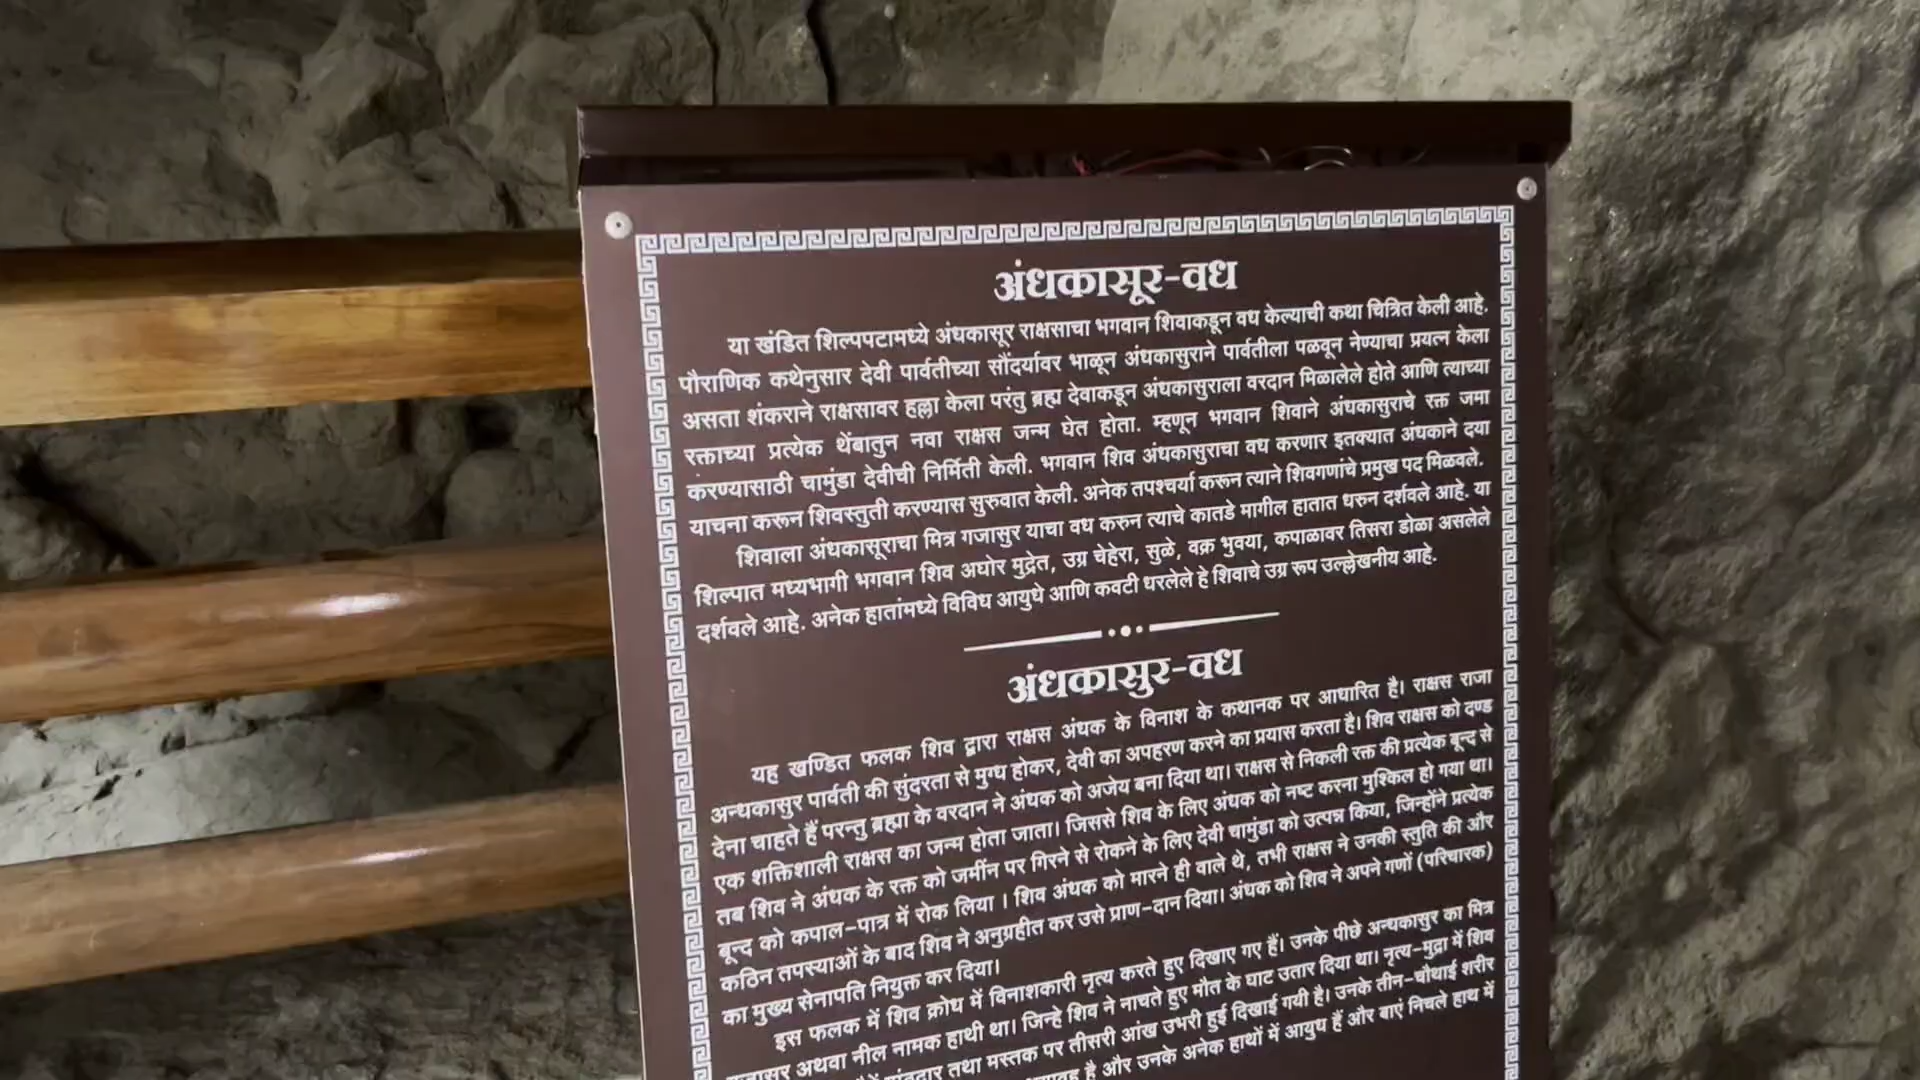 अंधकासूर-वध
या खंडित शिल्पपटामध्ये अंधकासूर राक्षसाचा भगवान शिवाकडून वध केल्याची कथा चित्रित केली आहे.
पौराणिक कथेनुसार देवी पार्वतीच्या सौंदर्यावर भाळून अंधकासुराने पार्वतीला पळवून नेण्याचा प्रयत्न केला
असता शंकराने राक्षसावर हल्ला केला परंतु ब्रह्म देवाकडून अंधकासुराला वरदान मिळालेले होते आणि त्याच्या
रक्ताच्या प्रत्येक थेंबातुन नवा राक्षस जन्म घेत होता. म्हणून भगवान शिवाने अंधकासुराचे रक्त जमा
करण्यासाठी चामुंडा देवीची निर्मिती केली. भगवान शिव अंधकासुराचा वध करणार इतक्यात अंधकाने दया
याचना करून शिवस्तुती करण्यास सुरुवात केली. अनेक तपश्चर्या करून त्याने शिवगणांचे प्रमुख पद मिळवले.
शिवाला अंधकासूराचा मित्र गजासुर याचा वध करुन त्याचे कातडे मागील हातात धरुन दर्शवले आहे. या
शिल्पात मध्यभागी भगवान शिव अघोर मुद्रेत, उग्र चेहेरा, सुळे, वक्र भुवया, कपाळावर तिसरा डोळा असलेले
दर्शवले आहे. अनेक हातांमध्ये विविध आयुधे आणि कवटी धरलेले हे शिवाचे उग्र रूप उल्लेखनीय आहे.
अंधकासुर-वध
यह खण्डित फलक शिव द्वारा राक्षस अंधक के विनाश के कथानक पर आधारित है। राक्षस राजा
अन्धकासुर पार्वती की सुंदरता से मुग्ध होकर, देवी का अपहरण करने का प्रयास करता है। शिव राक्षस को दण्ड
देना चाहते हैं परन्तु ब्रह्मा के वरदान ने अंधक को अजेय बना दिया था। राक्षस से निकली रक्त की प्रत्येक बून्द से
एक शक्तिशाली राक्षस का जन्म होता जाता। जिससे शिव के लिए अंधक को नष्ट करना मुश्किल हो गया था।
तब शिव ने अंधक के रक्त को जमींन पर गिरने से रोकने के लिए देवी चामुंडा को उत्पन्न किया, जिन्होंने प्रत्येक
बून्द को कपाल-पात्र में रोक लिया । शिव अंधक को मारने ही वाले थे, तभी राक्षस ने उनकी स्तुति की और
कठिन तपस्याओं के बाद शिव ने अनुग्रहीत कर उसे प्राण-दान दिया। अंधक को शिव ने अपने गणों (परिचारक)
का मुख्य सेनापति नियुक्त कर दिया।
इस फलक में शिव क्रोध में विनाशकारी नृत्य करते हुए दिखाए गए हैं। उनके पीछे अन्धकासुर का मित्र
अथवा नील नामक हाथी था। जिन्हे शिव ने नाचते हुए मौत के घाट उतार दिया था। नृत्य-मुद्रा में शिव
तथा मस्तक पर तीसरी आंख उभरी हुई दिखाई गयी है। उनके तीन-चौथाई शरीर
है और उनके अनेक हाथों में आयुध हैं और बाएं निचले हाथ में